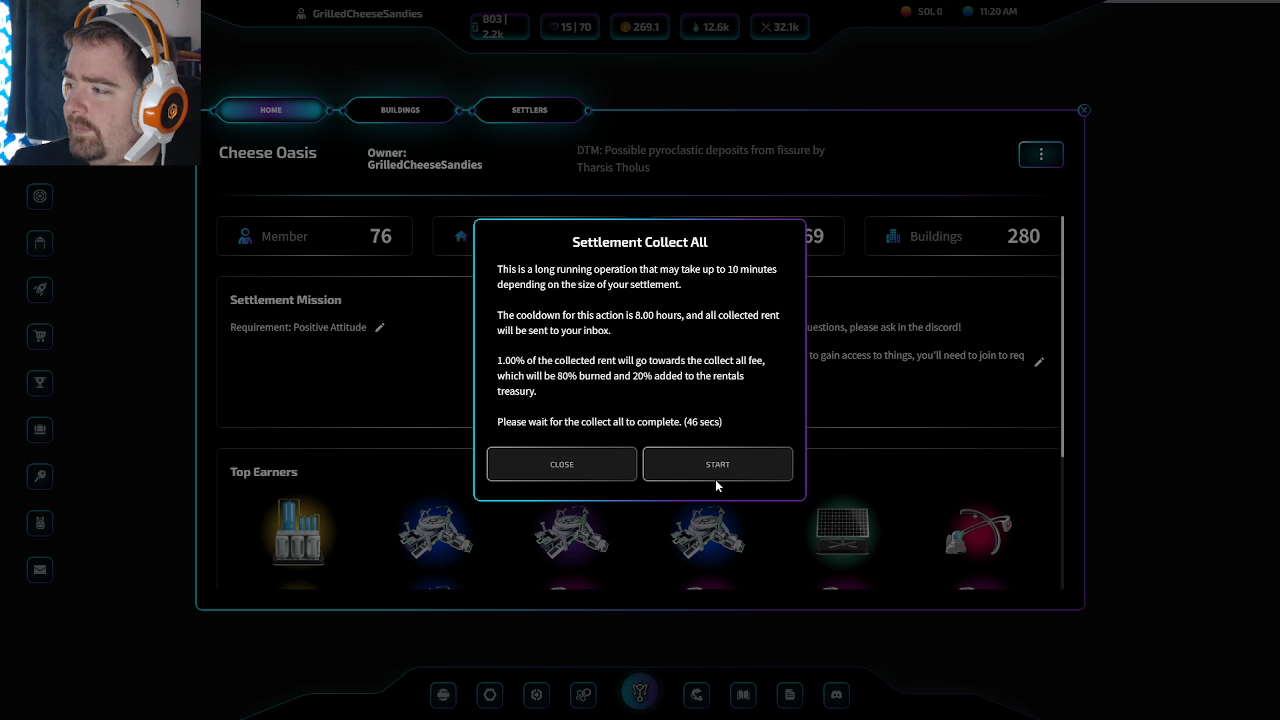 GrilledCheeseSandies
803 |
2.2k
15 | 70
269.1
12.6k
32.1k
SOL 0
11:20 AM
HOME
BUILDINGS
SETTLERS
Cheese Oasis
Owner:
GrilledCheeseSandies
DTM: Possible pyroclastic deposits from fissure by
Tharsis Tholus
Member 76
69
Buildings 280
Settlement Collect All
This is a long running operation that may take up to 10 minutes
depending on the size of your settlement.
The cooldown for this action is 8.00 hours, and all collected rent
will be sent to your inbox.
1.00% of the collected rent will go towards the collect all fee,
which will be 80% burned and 20% added to the rentals
treasury.
Please wait for the collect all to complete. (46 secs)
CLOSE
START
Settlement Mission
Requirement: Positive Attitude
uestions, please ask in the discord!
to gain access to things, you'll need to join to req
Top Earners